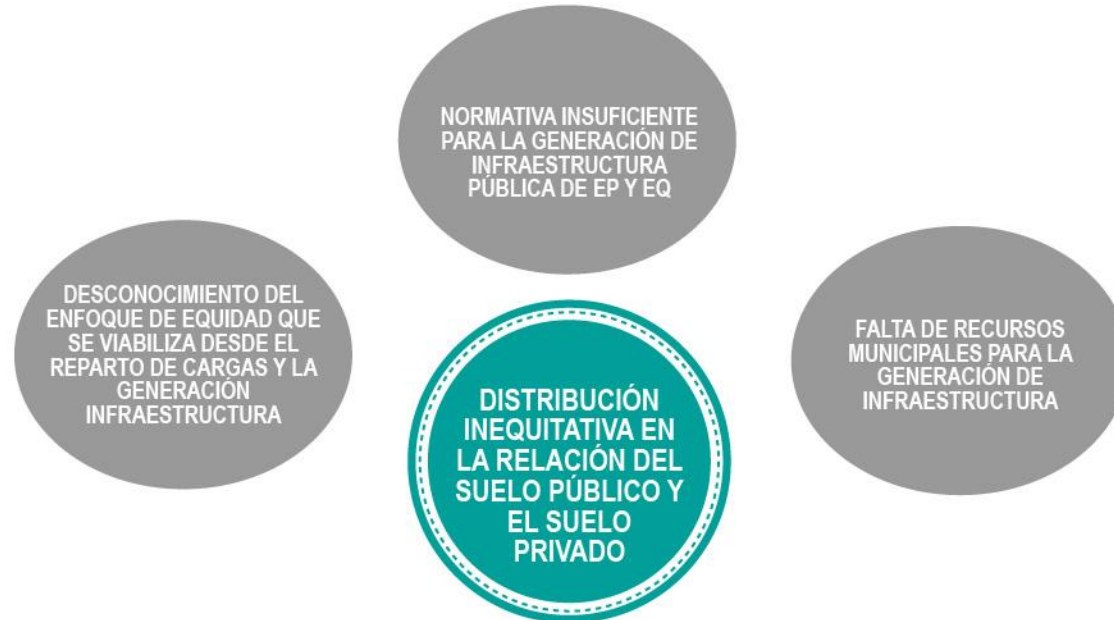 NORMATIVA INSUFICIENTE
PARA LA GENERACIÓN DE
INFRAESTRUCTURA
PÚBLICA DE EP Y EQ
DESCONOCIMIENTO DEL
ENFOQUE DE EQUIDAD QUE
SE VIABILIZA DESDE EL
REPARTO DE CARGAS Y LA
GENERACIÓN
INFRAESTRUCTURA
FALTA DE RECURSOS
MUNICIPALES PARA LA
GENERACIÓN DE
INFRAESTRUCTURA
DISTRIBUCIÓN
INEQUITATIVA EN
LA RELACIÓN DEL
SUELO PÚBLICO Y
EL SUELO
PRIVADO